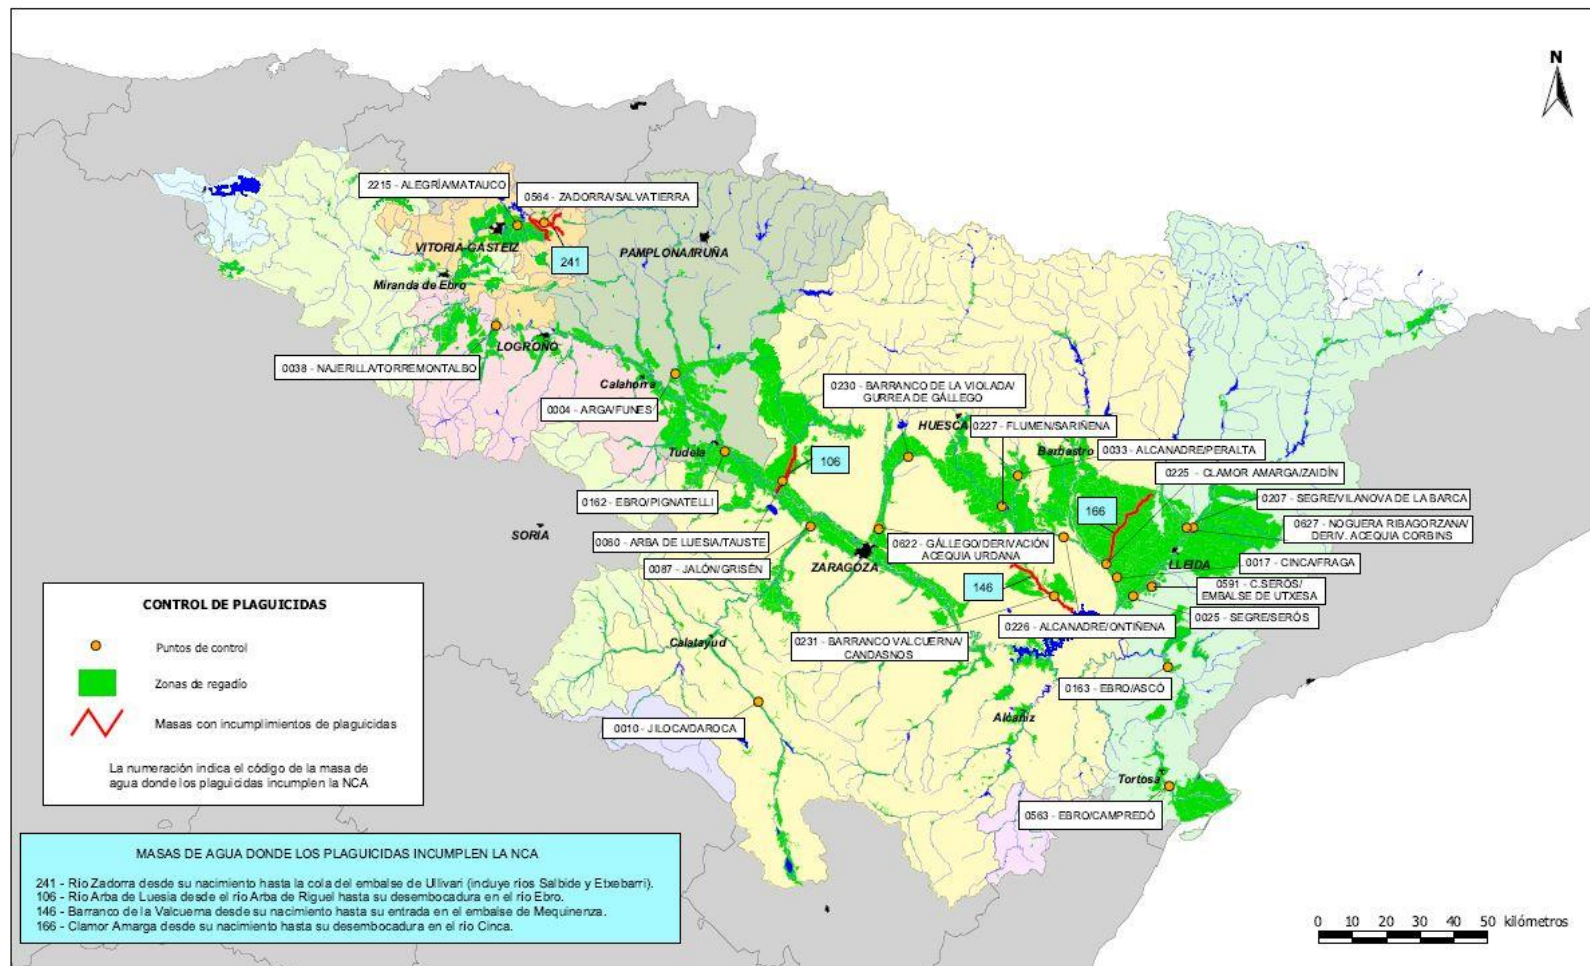 N
2215 - ALEGRÍA/MATAUCO
0564 - ZADORRA/SALVATIERRA
VITORIA-GASTEIZ
PAMPLONA/IRUÑA
241
Miranda de Ebro
LOGROÑO
0038 - NAJERILLA/TORREMONTALBO
Calahorra
0004 - ARGA/FUNES
0230 - BARRANCO DE LA VIOLADA/
GURREA DE GÁLLEGO
HUESCA
0227 - FLUMEN/SARIÑENA
Barbastro
0033 - ALCANADRE/PERALTA
Tudela
106
0225 - CLAMOR AMARGA/ZAIDÍN
0162 - EBRO/PIGNATELLI
166
0207 - SEGRE/VILANOVA DE LA BARCA
0627 - NOGUERA RIBAGORZANA/
DERIV. ACEQUIA CORBINS
SORIA
0060 - ARBA DE LUESIA/TAUSTE
0622 - GÁLLEGO/DERIVACIÓN
ACEQUIA URDANA
0087 - JALÓN/GRISÉN
ZARAGOZA
LLEIDA
0017 - CINCA/FRAGA
146
0591 - C.SERÓS/
EMBALSE DE UTXESA
0025 - SEGRE/SERÓS
0226 - ALCANADRE/ONTIÑENA
0231 - BARRANCO VALCUERNA/
CANDASNOS
Calatayud
0163 - EBRO/ASCÓ
0010 - JILOCA/DAROCA
Alcañiz
Tortosa
0563 - EBRO/CAMPREDÓ
CONTROL DE PLAGUICIDAS
Puntos de control
Zonas de regadío
Masas con incumplimientos de plaguicidas
La numeración indica el código de la masa de
agua donde los plaguicidas incumplen la NCA
MASAS DE AGUA DONDE LOS PLAGUICIDAS INCUMPLEN LA NCA
241 - Río Zadorra desde su nacimiento hasta la cola del embalse de Ullivari (incluye ríos Salbide y Etxebarri).
106 - Río Arba de Luesia desde el río Arba de Riguel hasta su desembocadura en el río Ebro.
146 - Barranco de la Valcuerna desde su nacimiento hasta su entrada en el embalse de Mequinenza.
166 - Clamor Amarga desde su nacimiento hasta su desembocadura en el río Cinca.
0 10 20 30 40 50 kilómetros